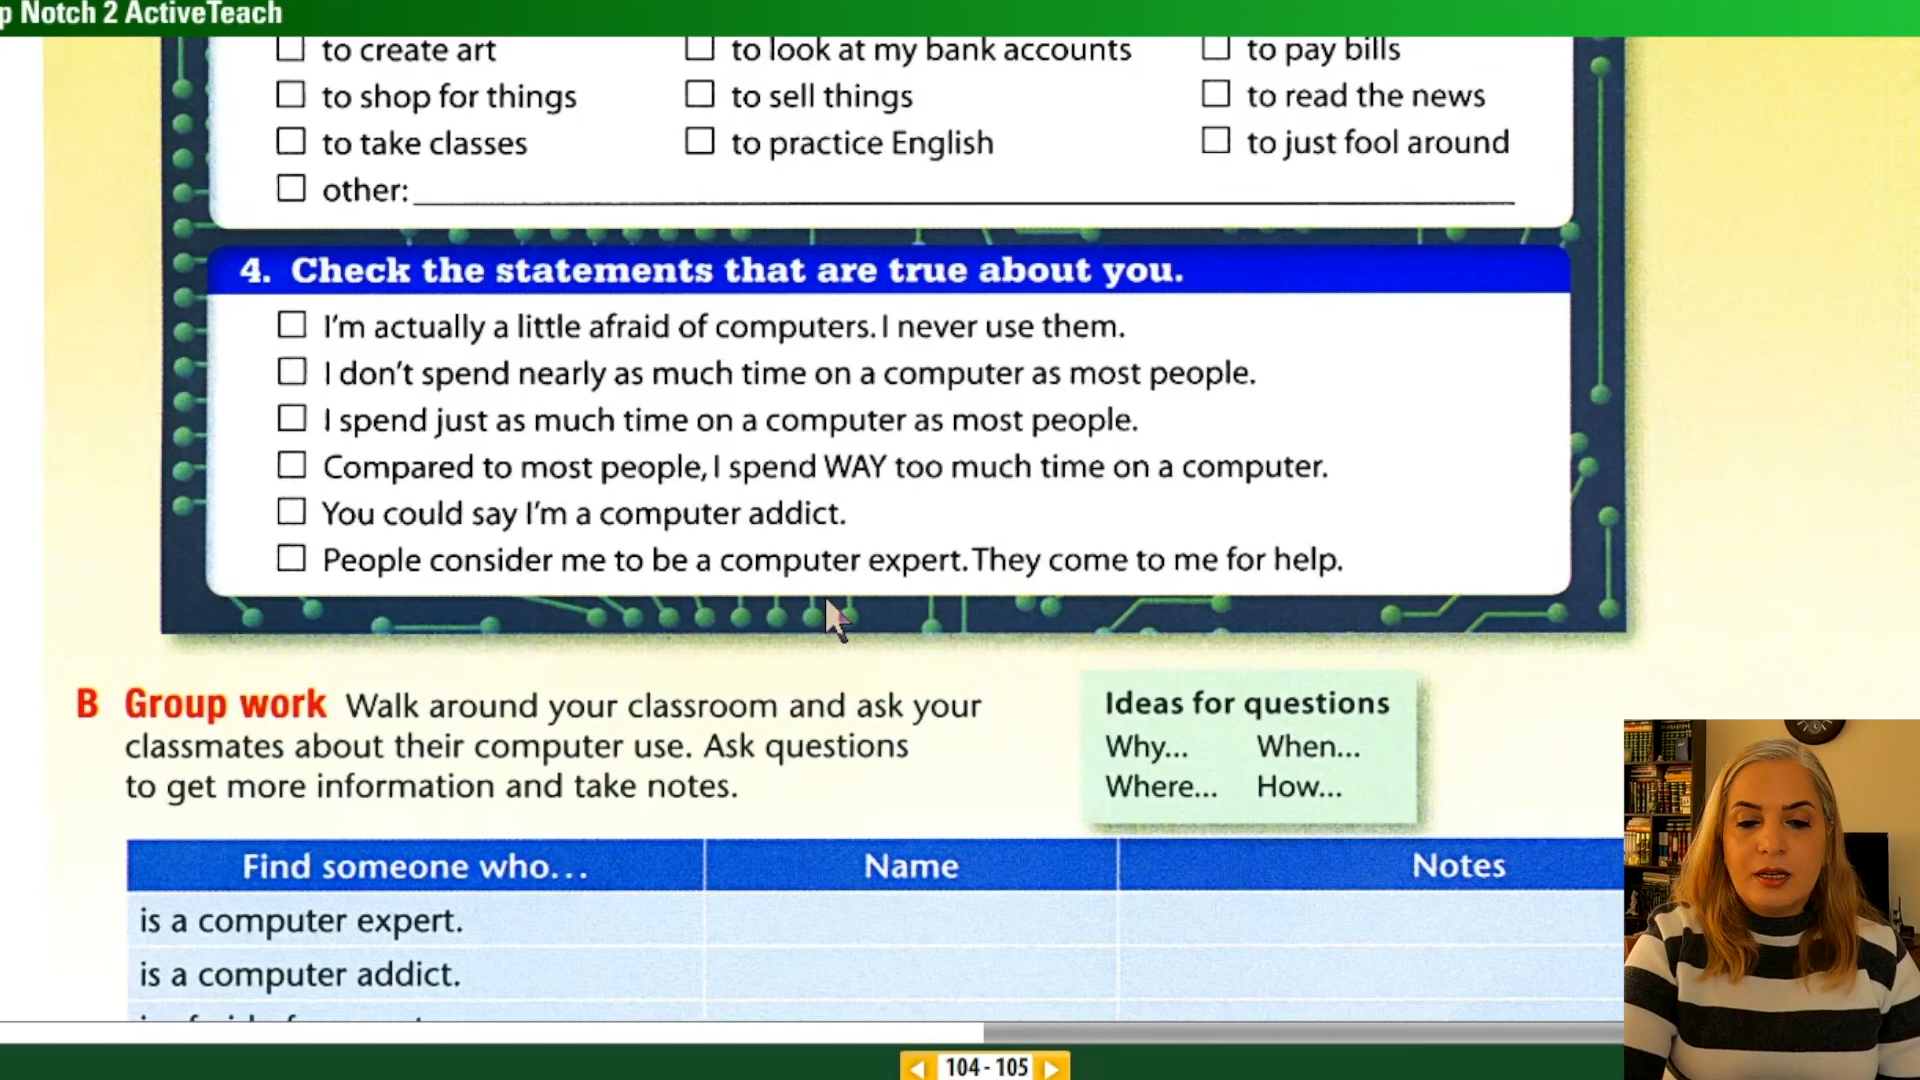 p Notch 2 ActiveTeach
to create art
to look at my bank accounts
to pay bills
to shop for things
to sell things
to read the news
to take classes
to practice English
to just fool around
other:
4. Check the statements that are true about you.
I'm actually a little afraid of computers. I never use them.
I don't spend nearly as much time on a computer as most people.
I spend just as much time on a computer as most people.
Compared to most people, I spend WAY too much time on a computer.
You could say I'm a computer addict.
People consider me to be a computer expert. They come to me for help.
B Group work Walk around your classroom and ask your
classmates about their computer use. Ask questions
to get more information and take notes.
Ideas for questions
Why... When...
Where... How...
Find someone who... Name Notes
is a computer expert.
is a computer addict.
104 - 105